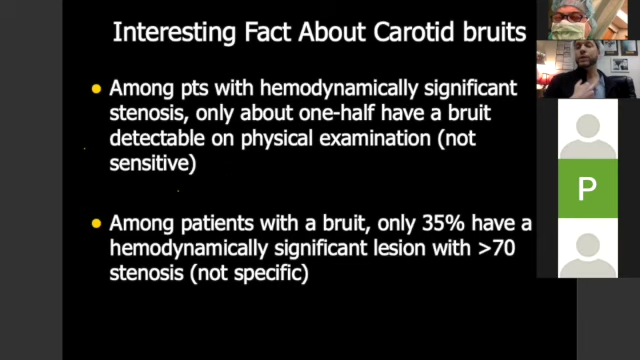 Interesting Fact About Carotid bruits
Among pts with hemodynamically significant
stenosis, only about one-half have a bruit
detectable on physical examination (not
sensitive)
Among patients with a bruit, only 35% have a
hemodynamically significant lesion with >70
stenosis (not specific)
P